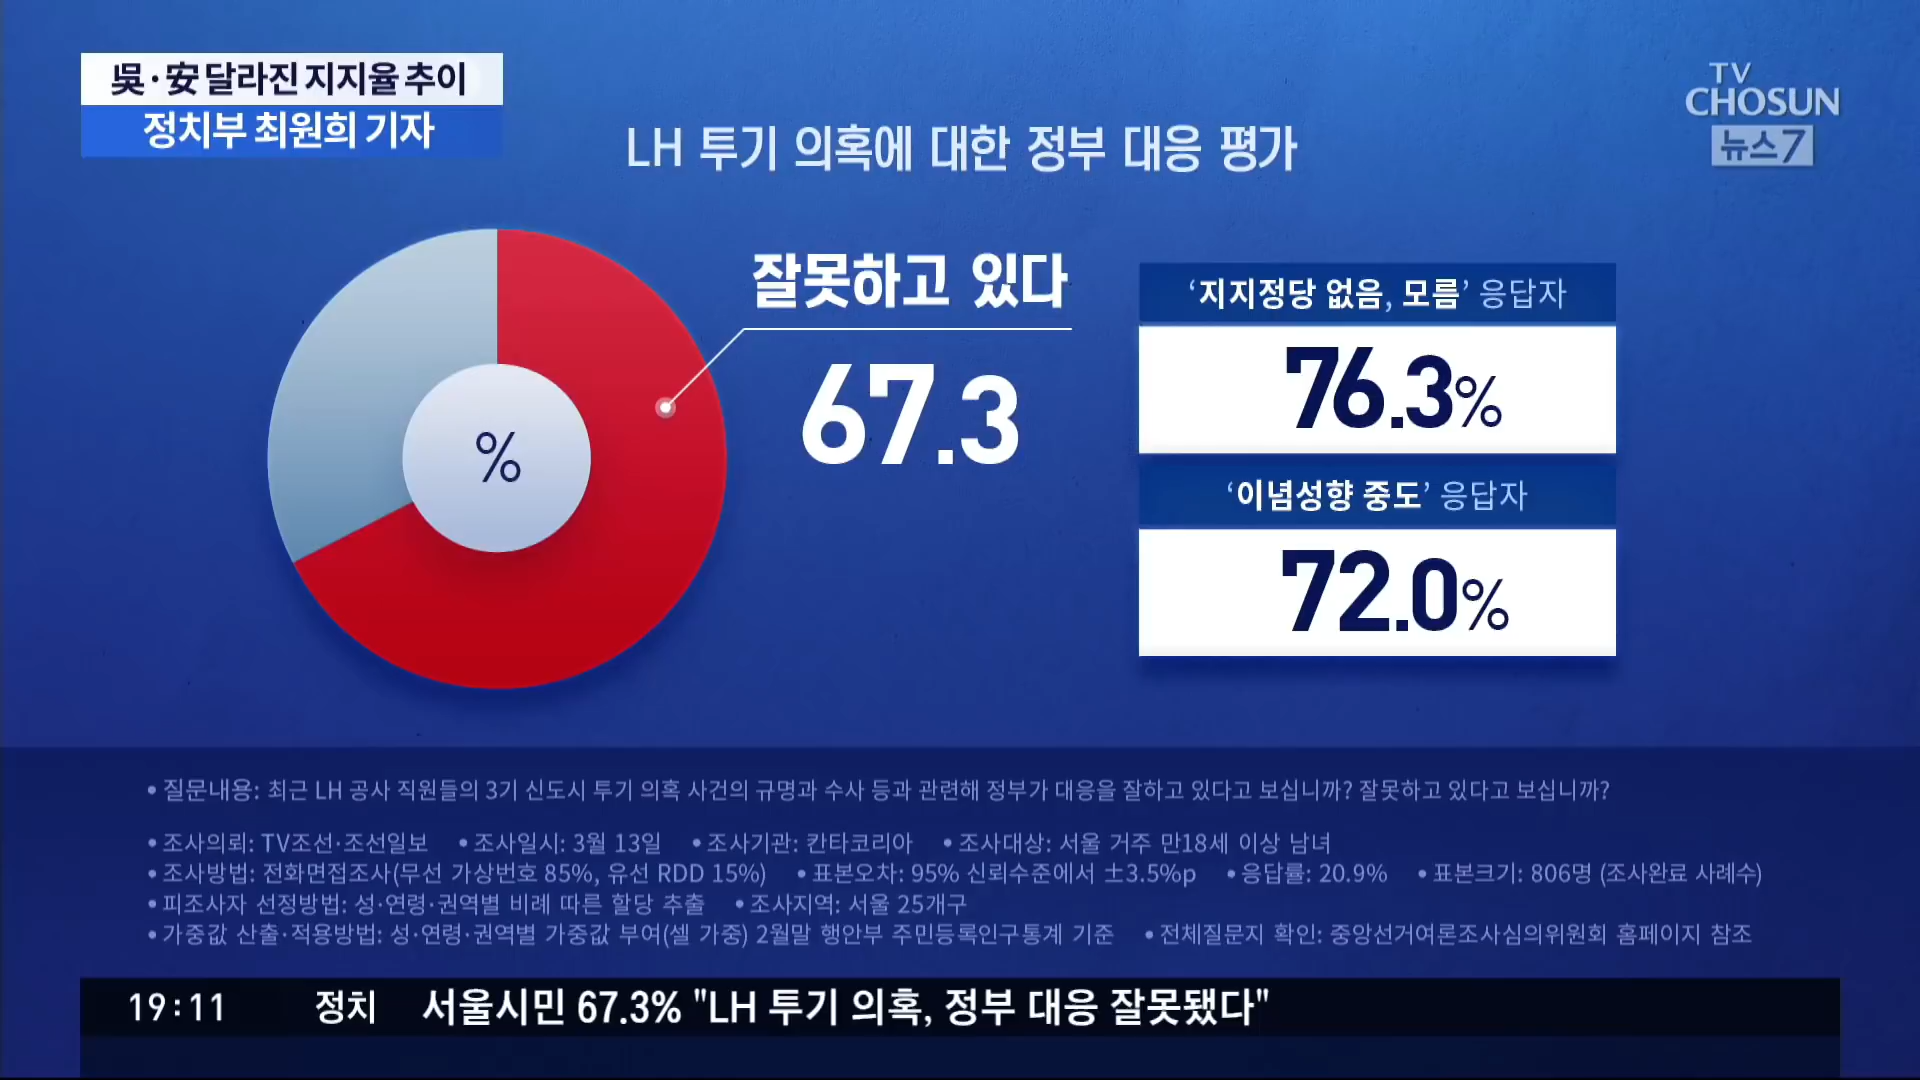 吳·安 달라진 지지율 추이
정치부 최원희 기자
TV
CHOSUN
뉴스7
LH 투기 의혹에 대한 정부 대응 평가
%
잘못하고 있다
67.3
‘지지정당 없음, 모름’ 응답자
76.3%
‘이념성향 중도’ 응답자
72.0%
• 질문내용: 최근 LH 공사 직원들의 3기 신도시 투기 의혹 사건의 규명과 수사 등과 관련해 정부가 대응을 잘하고 있다고 보십니까? 잘못하고 있다고 보십니까?
• 조사의뢰: TV조선·조선일보 • 조사일시: 3월 13일 • 조사기관: 칸타코리아 • 조사대상: 서울 거주 만18세 이상 남녀
• 조사방법: 전화면접조사(무선 가상번호 85%, 유선 RDD 15%) • 표본오차: 95% 신뢰수준에서 ±3.5%p • 응답률: 20.9% • 표본크기: 806명 (조사완료 사례수)
• 피조사자 선정방법: 성·연령·권역별 비례 따른 할당 추출 • 조사지역: 서울 25개구
• 가중값 산출·적용방법: 성·연령·권역별 가중값 부여(셀 가중) 2월말 행안부 주민등록인구통계 기준 • 전체질문지 확인: 중앙선거여론조사심의위원회 홈페이지 참조
19:11 정치 서울시민 67.3% "LH 투기 의혹, 정부 대응 잘못됐다"